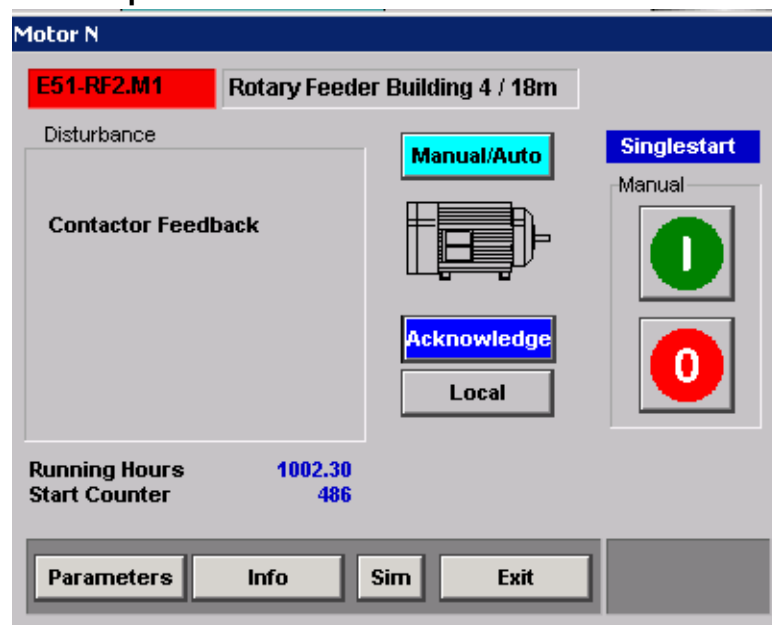 Motor N
E51-RF2.M1
Rotary Feeder Building 4 / 18m
Disturbance
Contactor Feedback
Manual/Auto
Singlestart
Manual
I
Acknowledge
0
Local
Running Hours 1002.30
Start Counter 486
Parameters Info Sim Exit